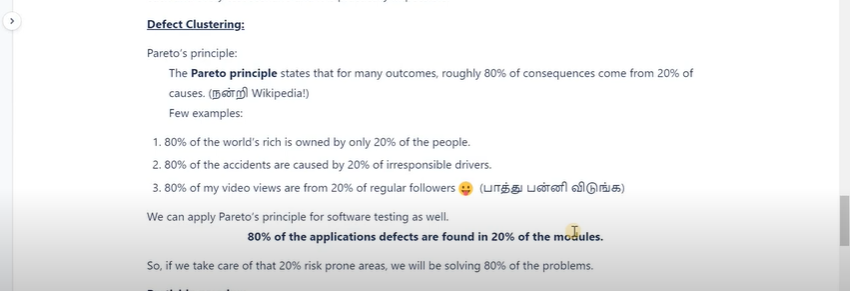 Defect Clustering:
Pareto's principle:
The Pareto principle states that for many outcomes, roughly 80% of consequences come from 20% of
causes. (நன்றி Wikipedia!)
Few examples:
1. 80% of the world's rich is owned by only 20% of the people.
2. 80% of the accidents are caused by 20% of irresponsible drivers.
3. 80% of my video views are from 20% of regular followers 😛 (பாத்து பன்னி விடுங்க)
We can apply Pareto's principle for software testing as well.
80% of the applications defects are found in 20% of the modules.
So, if we take care of that 20% risk prone areas, we will be solving 80% of the problems.